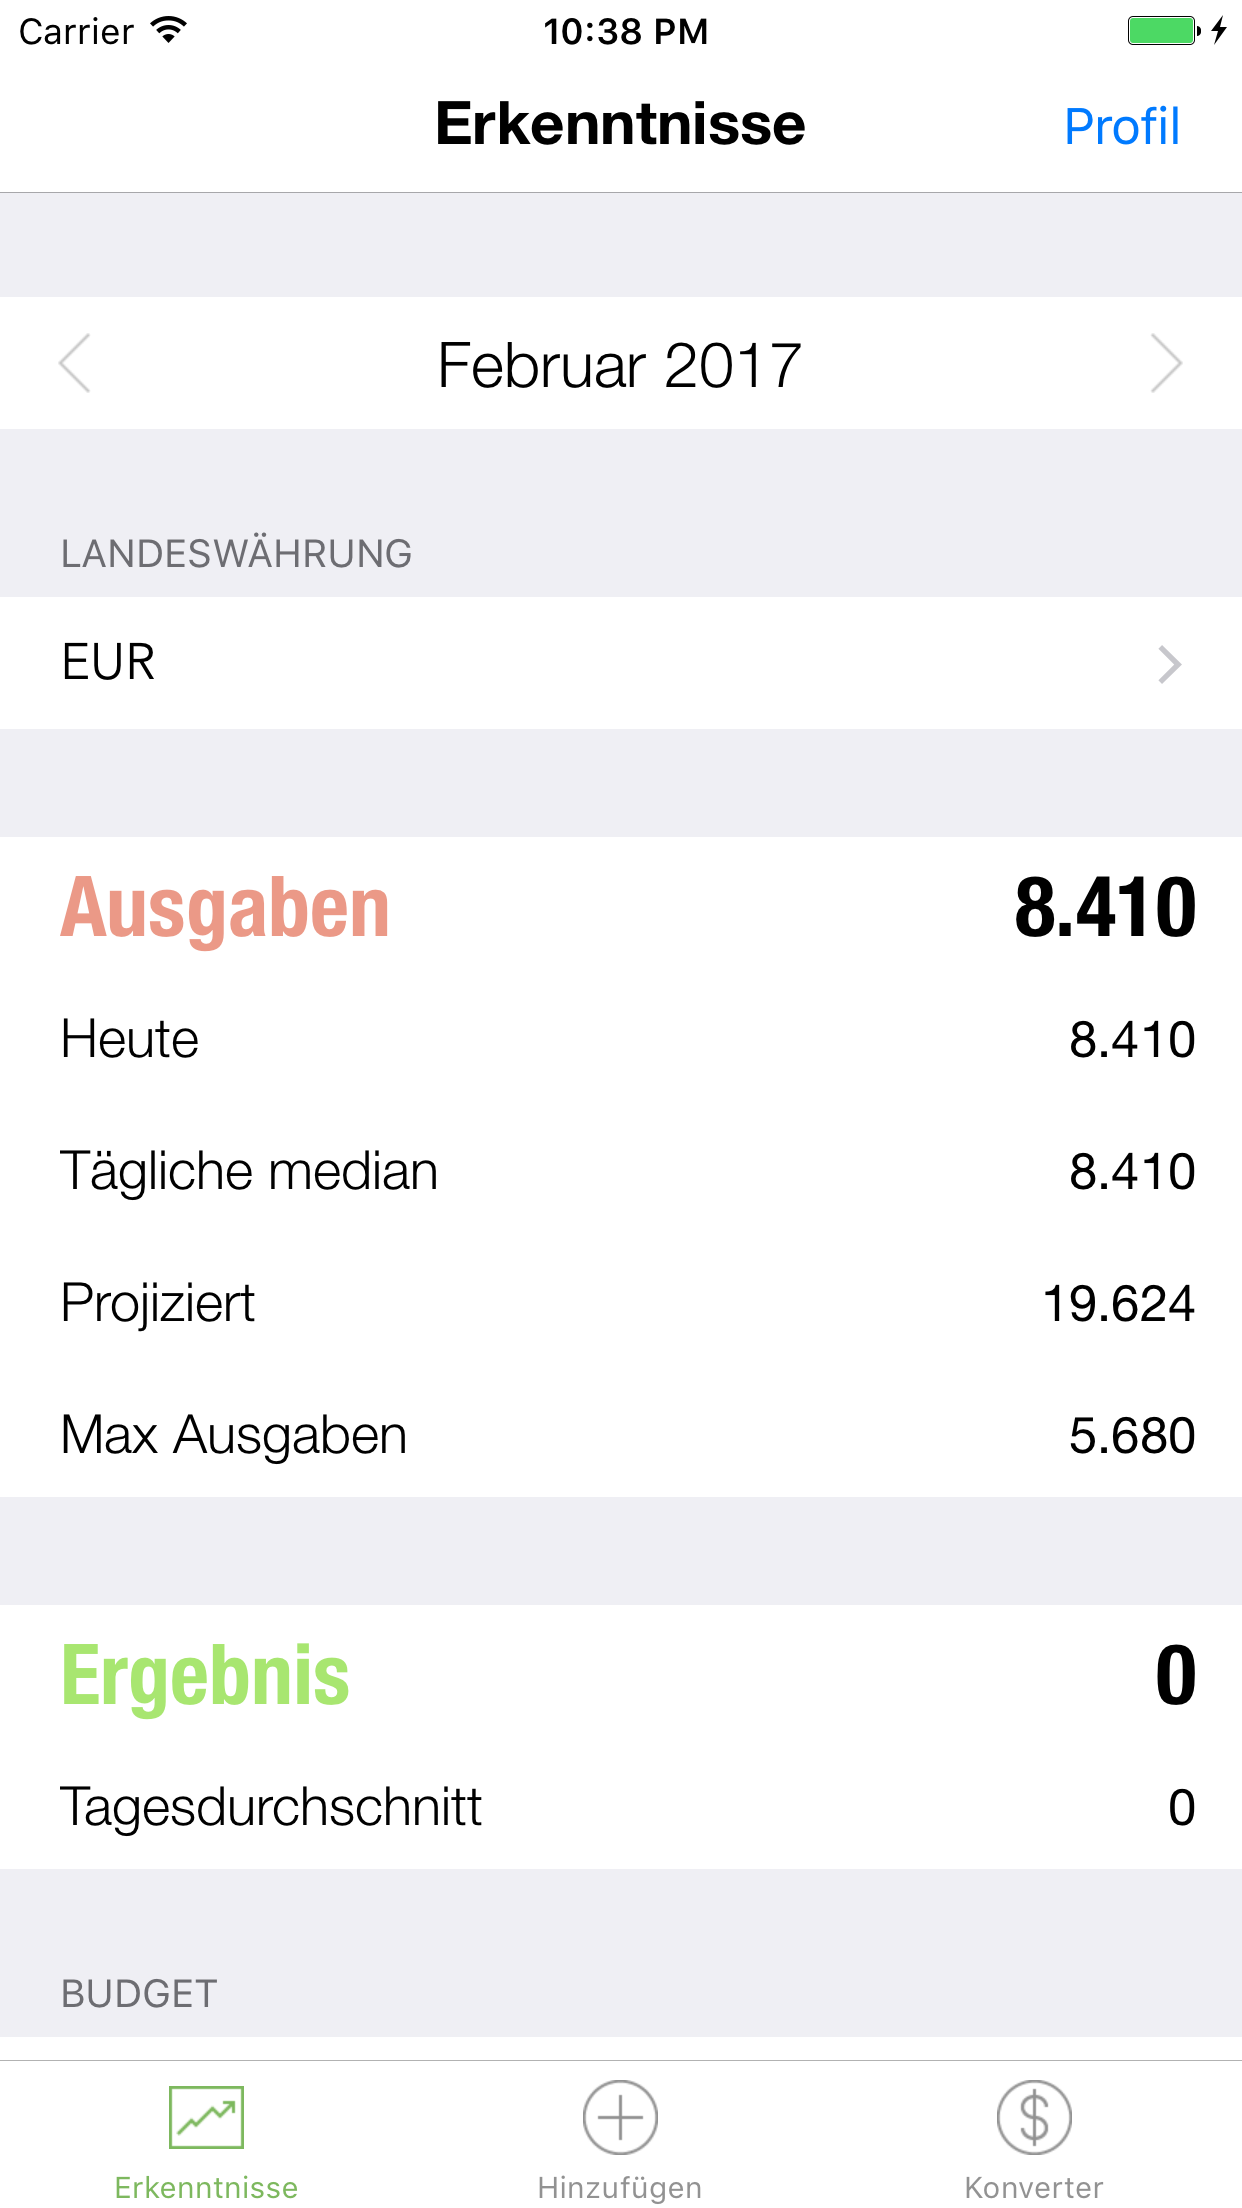 Carrier 10:38 PM
Erkenntnisse Profil
Februar 2017
LANDESWÄHRUNG
EUR
Ausgaben 8.410
Heute 8.410
Tägliche median 8.410
Projiziert 19.624
Max Ausgaben 5.680
Ergebnis 0
Tagesdurchschnitt 0
BUDGET
Erkenntnisse Hinzufügen Konverter